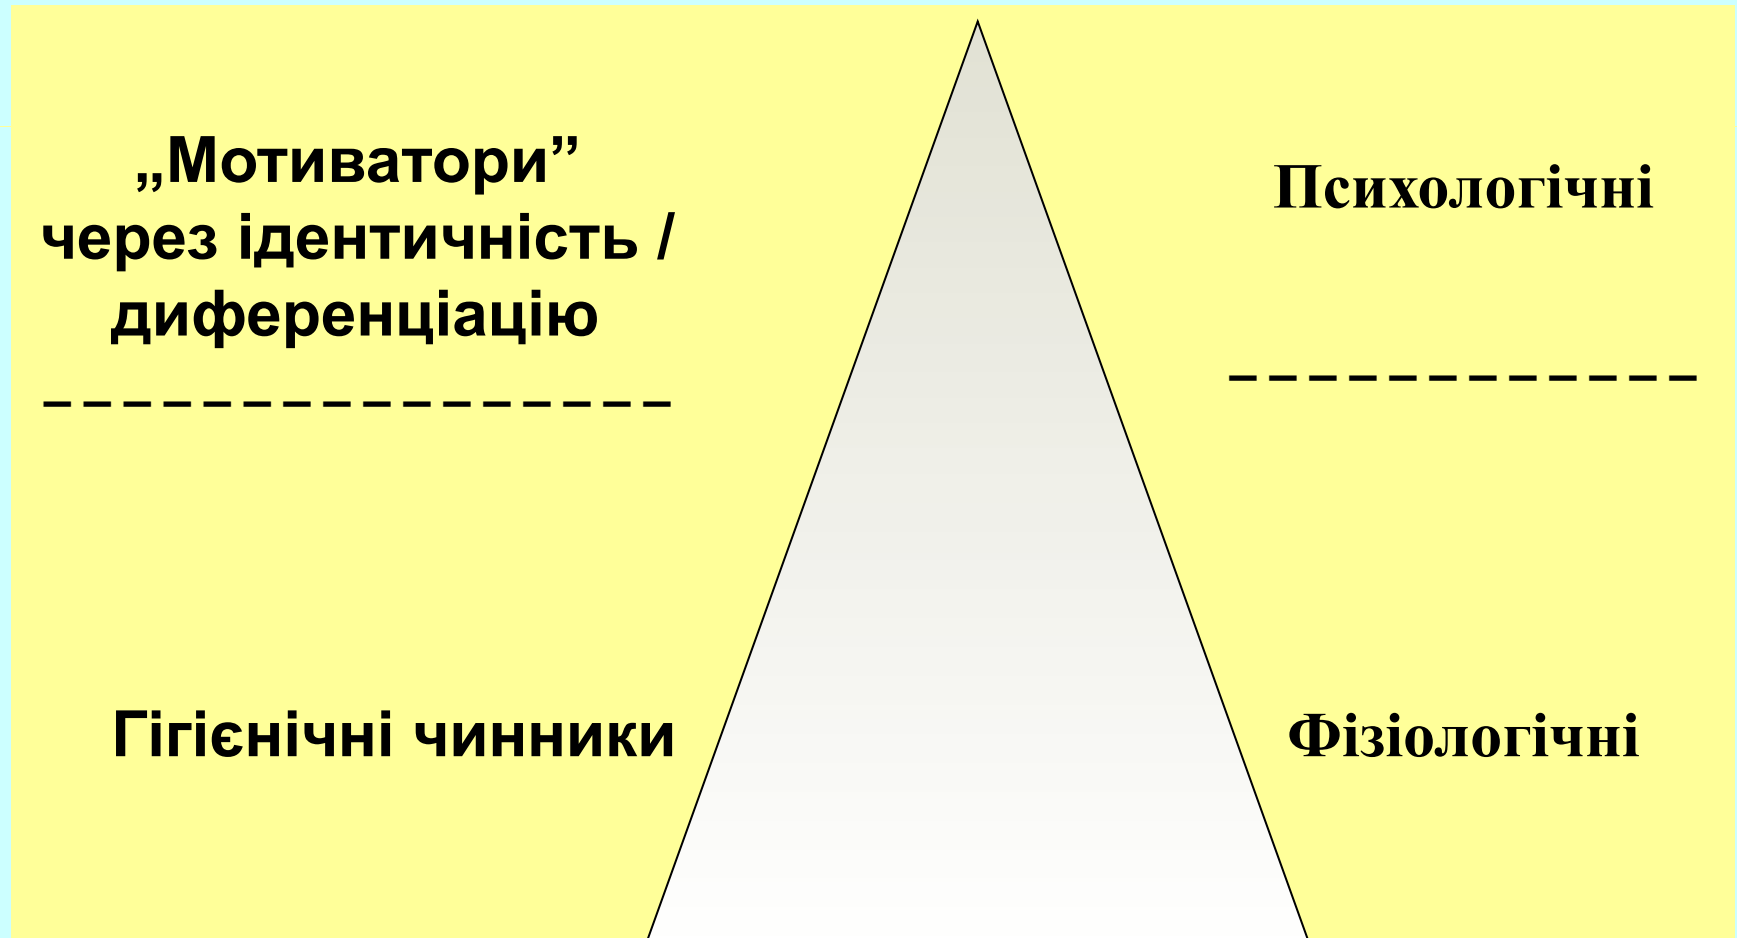 „Мотиватори”
через ідентичність /
диференціацію
Психологічні
Гігієнічні чинники
Фізіологічні